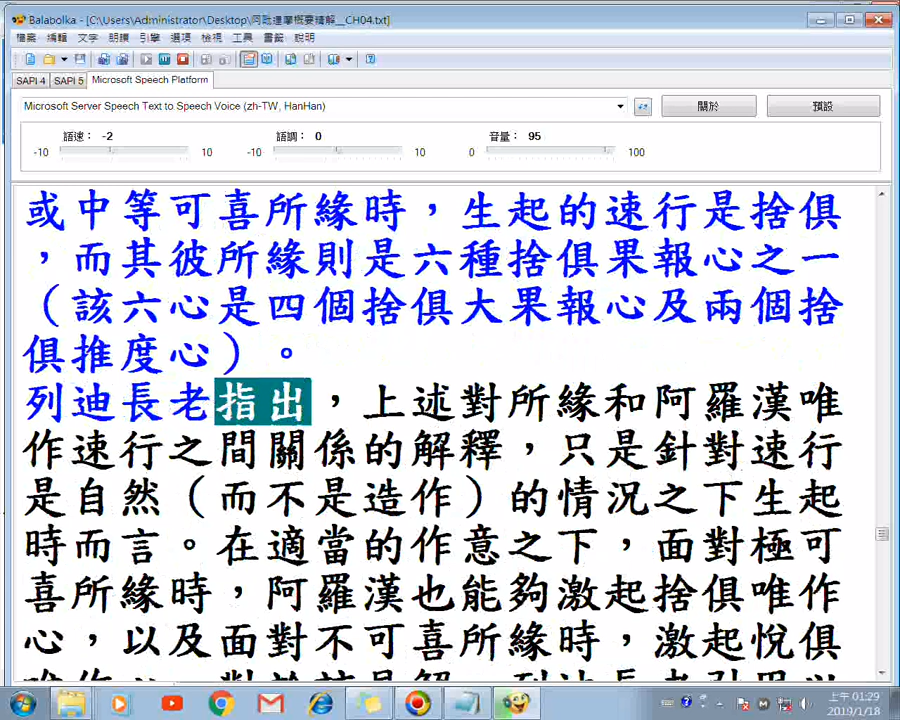 Balabolka - [C:\Users\Administrator\Desktop\阿毗達摩概要精解__CH04.txt]
檔案 編輯 文字 朗讀 引擎 選項 檢視 工具 書籤 說明
SAPI 4 SAPI 5 Microsoft Speech Platform
Microsoft Server Speech Text to Speech Voice (zh-TW, HanHan) 關於 預設
語速： -2 語調： 0 音量： 95
-10 10 -10 10 0 100
或中等可喜所緣時，生起的速行是捨俱
，而其彼所緣則是六種捨俱果報心之一
（該六心是四個捨俱大果報心及兩個捨
俱推度心）。
列迪長老指出，上述對所緣和阿羅漢唯
作速行之間關係的解釋，只是針對速行
是自然（而不是造作）的情況之下生起
時而言。在適當的作意之下，面對極可
喜所緣時，阿羅漢也能夠激起捨俱唯作
心，以及面對不可喜所緣時，激起悅俱
上午 01:29
2019/1/18